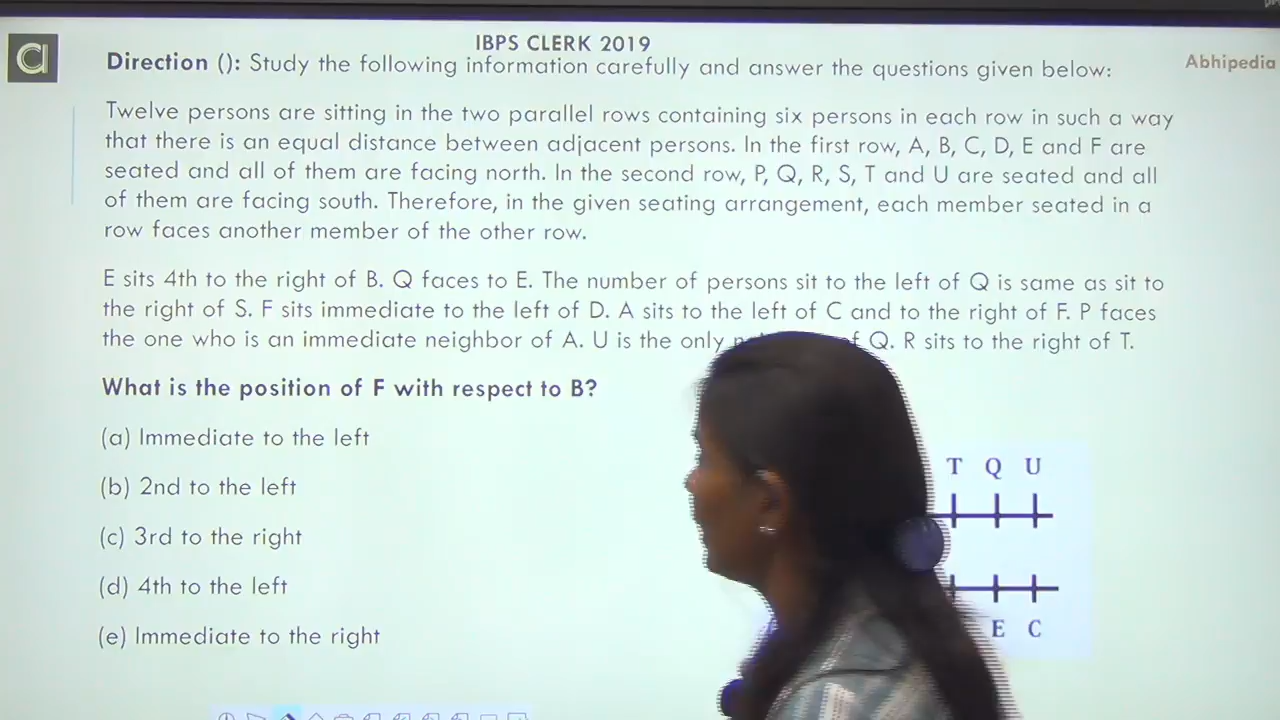 IBPS CLERK 2019
Abhipedia
Direction (): Study the following information carefully and answer the questions given below:
Twelve persons are sitting in the two parallel rows containing six persons in each row in such a way
that there is an equal distance between adjacent persons. In the first row, A, B, C, D, E and F are
seated and all of them are facing north. In the second row, P, Q, R, S, T and U are seated and all
of them are facing south. Therefore, in the given seating arrangement, each member seated in a
row faces another member of the other row.
E sits 4th to the right of B. Q faces to E. The number of persons sit to the left of Q is same as sit to
the right of S. F sits immediate to the left of D. A sits to the left of C and to the right of F. P faces
the one who is an immediate neighbor of A. U is the only Q. R sits to the right of T.
What is the position of F with respect to B?
(a) Immediate to the left
(b) 2nd to the left
(c) 3rd to the right
(d) 4th to the left
(e) Immediate to the right
T Q U
E C